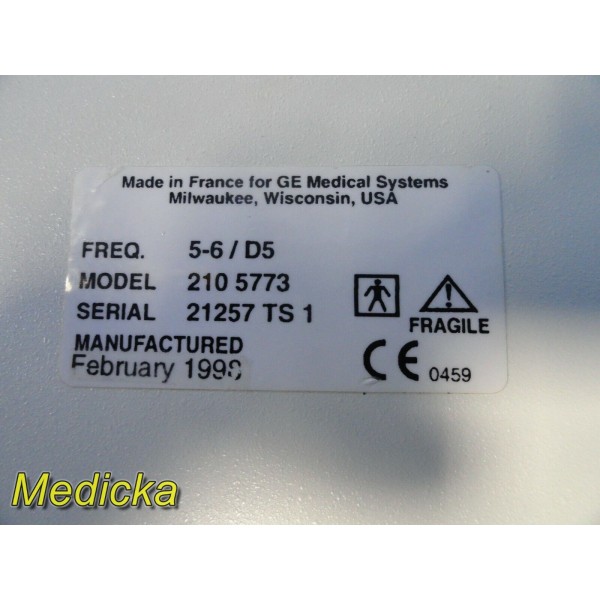 Made in France for GE Medical Systems
Milwaukee, Wisconsin, USA
FREQ. 5-6 / D5
MODEL 210 5773
SERIAL 21257 TS 1
FRAGILE
MANUFACTURED
February
0459
Medicka